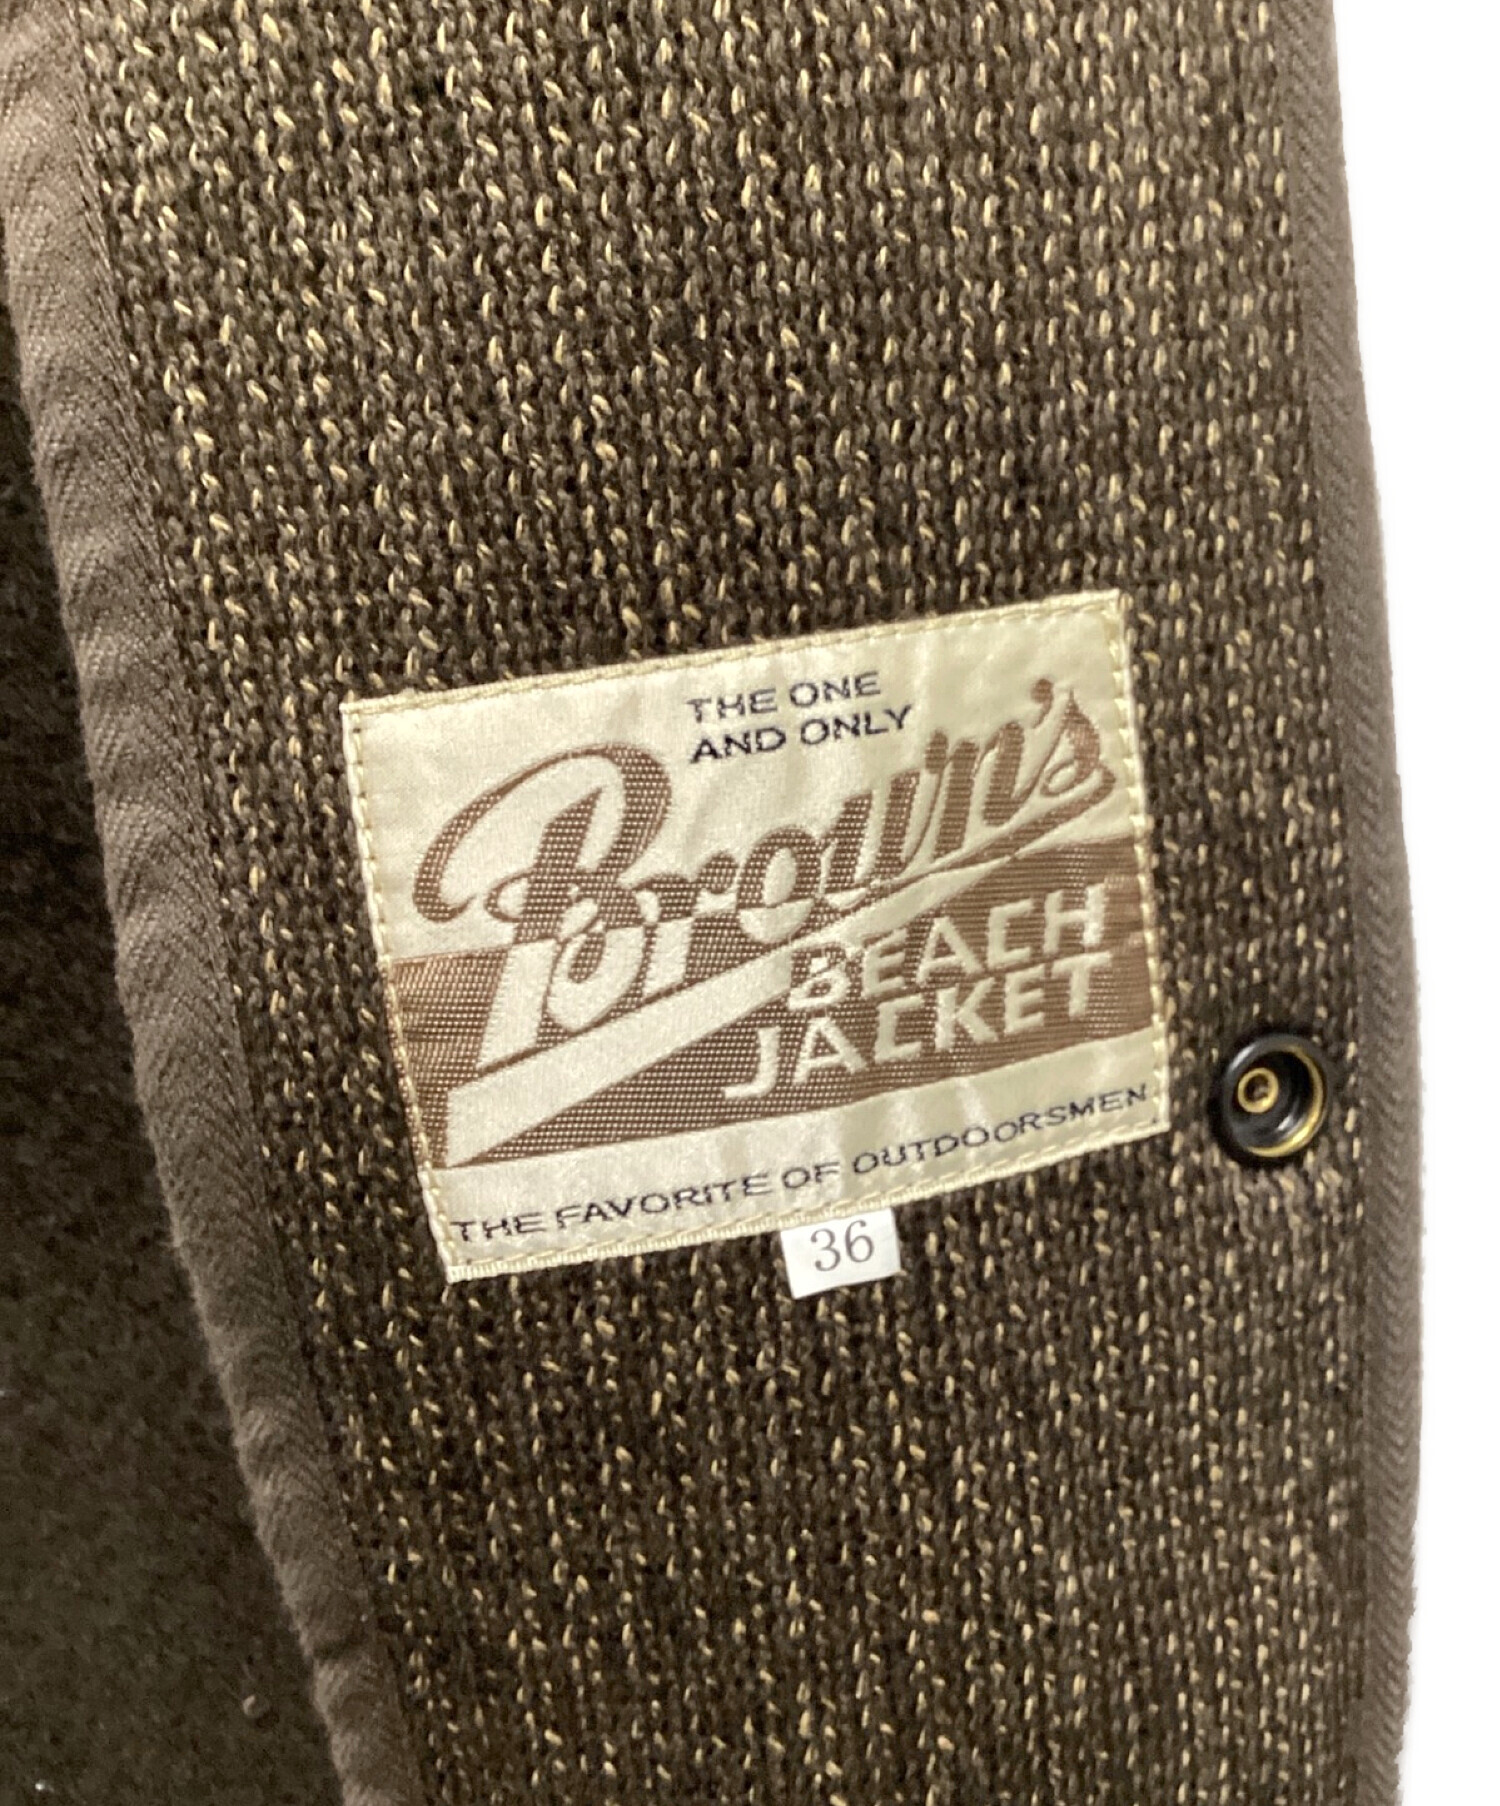 THE ONE
AND ONLY
Brown's
BEACH
JACKET
THE FAVORITE OF OUTDOORSMEN
36